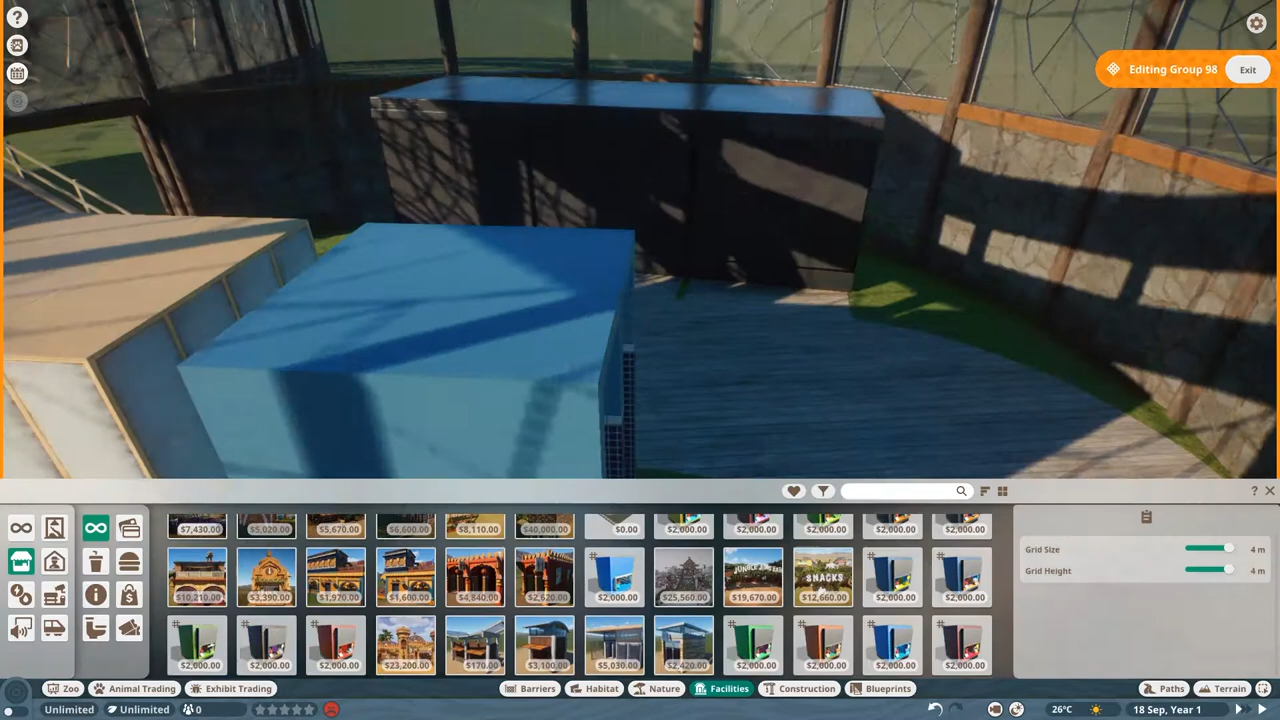 Editing Group 98 Exit
?
? ×
$7,430.00 $5,020.00 $5,670.00 $6,600.00 $8,110.00 $40,000.00 $0.00 $2,000.00 $2,000.00 $2,000.00 $2,000.00 $2,000.00
Grid Size 4 m
Grid Height 4 m
SNACKS
$10,210.00 $3,390.00 $1,970.00 $1,600.00 $4,840.00 $2,620.00 $2,000.00 $25,560.00 $19,670.00 $12,660.00 $2,000.00 $2,000.00
$2,000.00 $2,000.00 $2,000.00 $23,200.00 $170.00 $3,100.00 $5,030.00 $2,420.00 $2,000.00 $2,000.00 $2,000.00 $2,000.00
Zoo Animal Trading Exhibit Trading Barriers Habitat Nature Facilities Construction Blueprints Paths Terrain
Unlimited Unlimited 0 26°C 18 Sep, Year 1